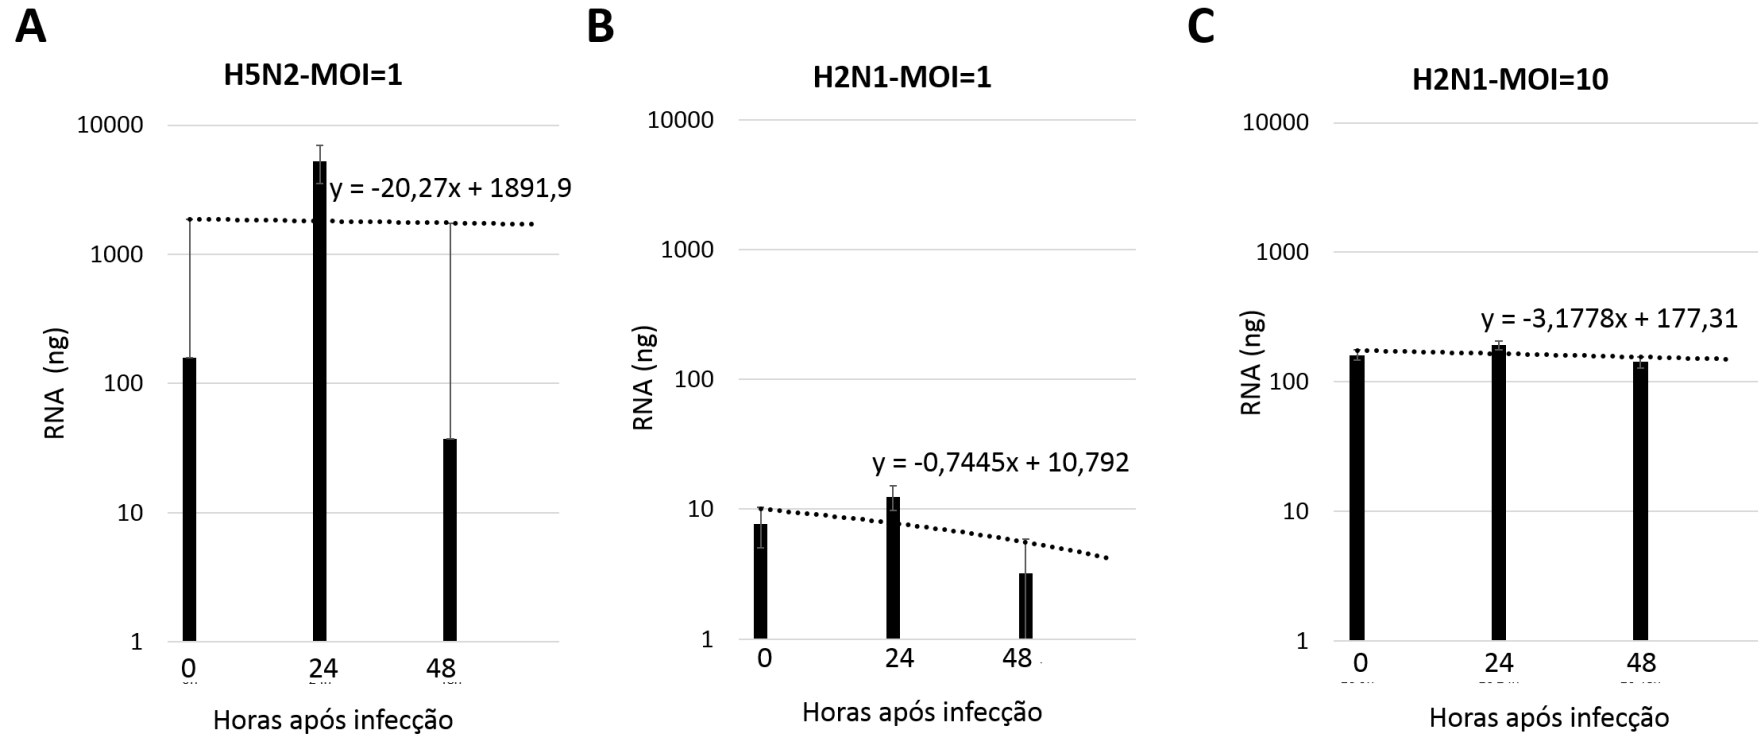 A
H5N2-MOI=1
10000
1000
100
10
1
RNA (ng)
y = -20,27x + 1891,9
0 24 48
Horas após infecção
B
H2N1-MOI=1
10000
1000
100
10
1
RNA (ng)
y = -0,7445x + 10,792
0 24 48
Horas após infecção
C
H2N1-MOI=10
10000
1000
100
10
1
RNA (ng)
y = -3,1778x + 177,31
0 24 48
Horas após infecção